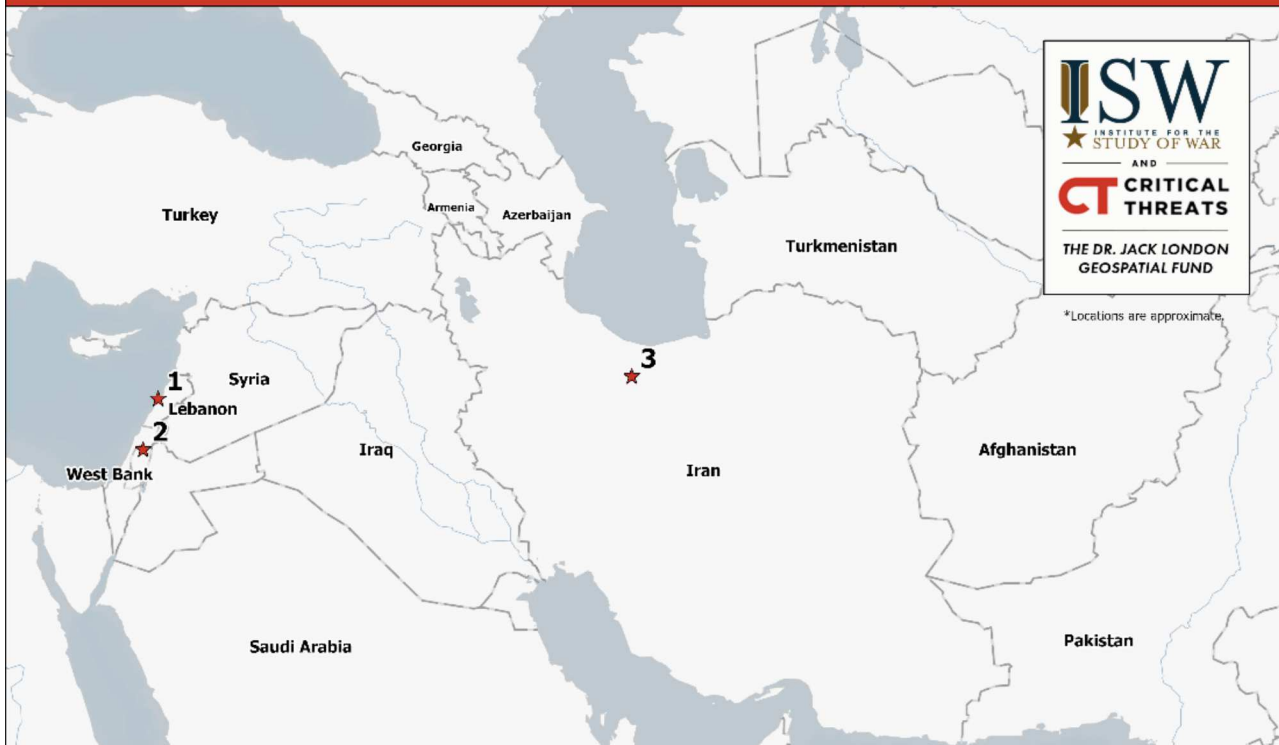 ISW
INSTITUTE FOR THE
STUDY OF WAR
AND
CT CRITICAL
THREATS
THE DR. JACK LONDON
GEOSPATIAL FUND
*Locations are approximate.
Georgia
Armenia
Azerbaijan
Turkey
Turkmenistan
3
1
Syria
Lebanon
2
Iraq
Afghanistan
West Bank
Iran
Saudi Arabia
Pakistan